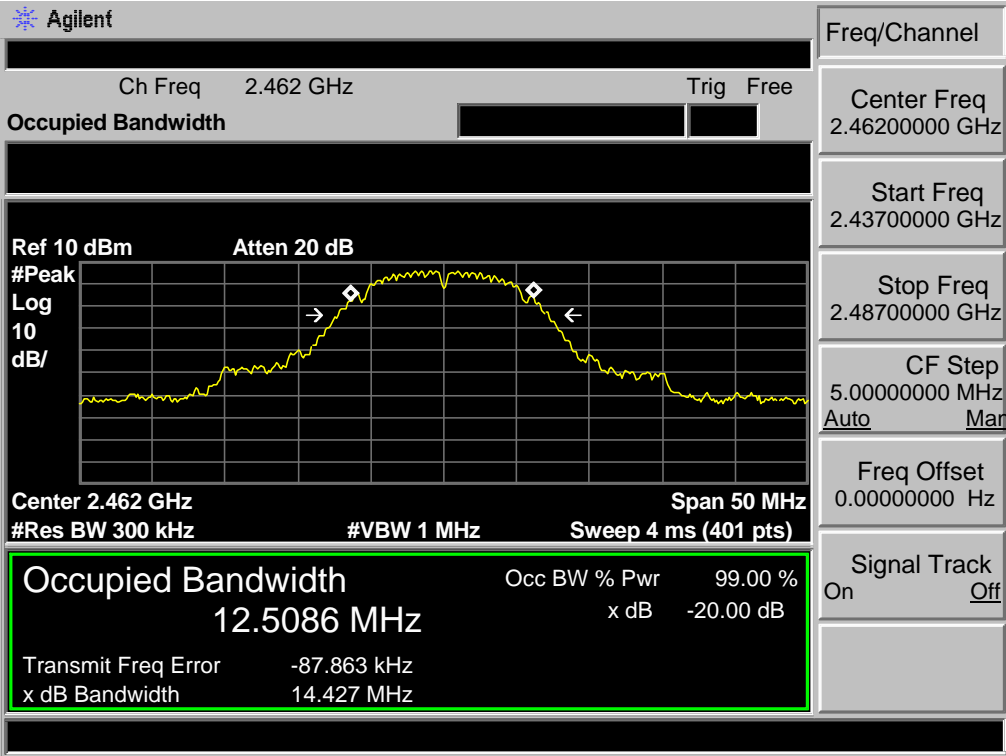 Agilent
Freq/Channel
Ch Freq 2.462 GHz Trig Free
Occupied Bandwidth
Center Freq
2.46200000 GHz
Start Freq
2.43700000 GHz
Stop Freq
2.48700000 GHz
CF Step
5.00000000 MHz
Auto Man
Freq Offset
0.00000000 Hz
Signal Track
On Off
Ref 10 dBm Atten 20 dB
#Peak
Log
10
dB/
Center 2.462 GHz Span 50 MHz
#Res BW 300 kHz #VBW 1 MHz Sweep 4 ms (401 pts)
Occupied Bandwidth
12.5086 MHz
Occ BW % Pwr 99.00 %
x dB -20.00 dB
Transmit Freq Error -87.863 kHz
x dB Bandwidth 14.427 MHz